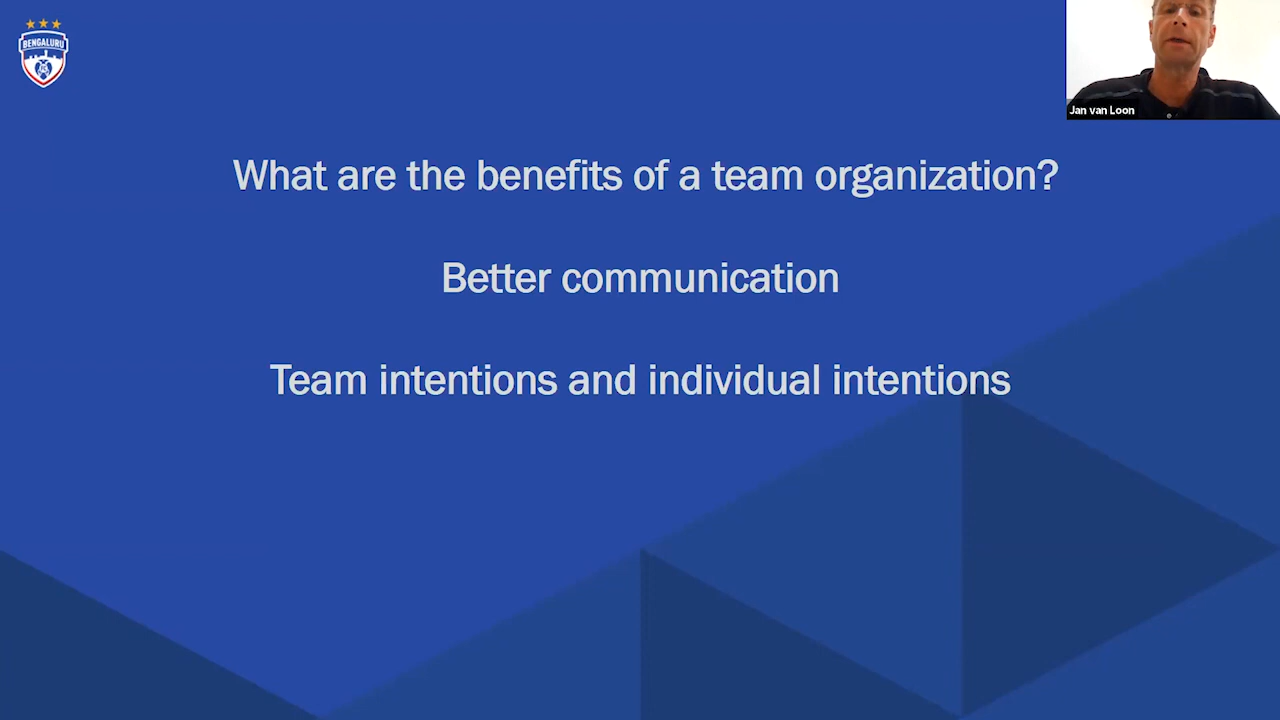 BENGALURU
Jan van Loon
What are the benefits of a team organization?
Better communication
Team intentions and individual intentions